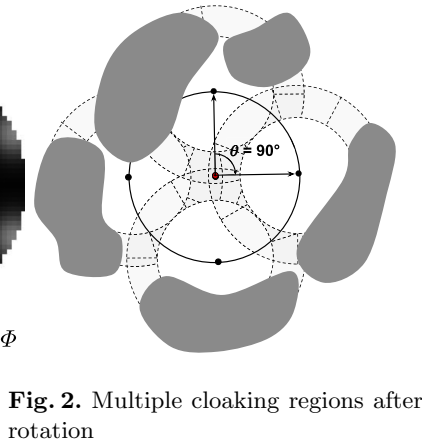 θ = 90°
Φ
Fig. 2. Multiple cloaking regions after
rotation